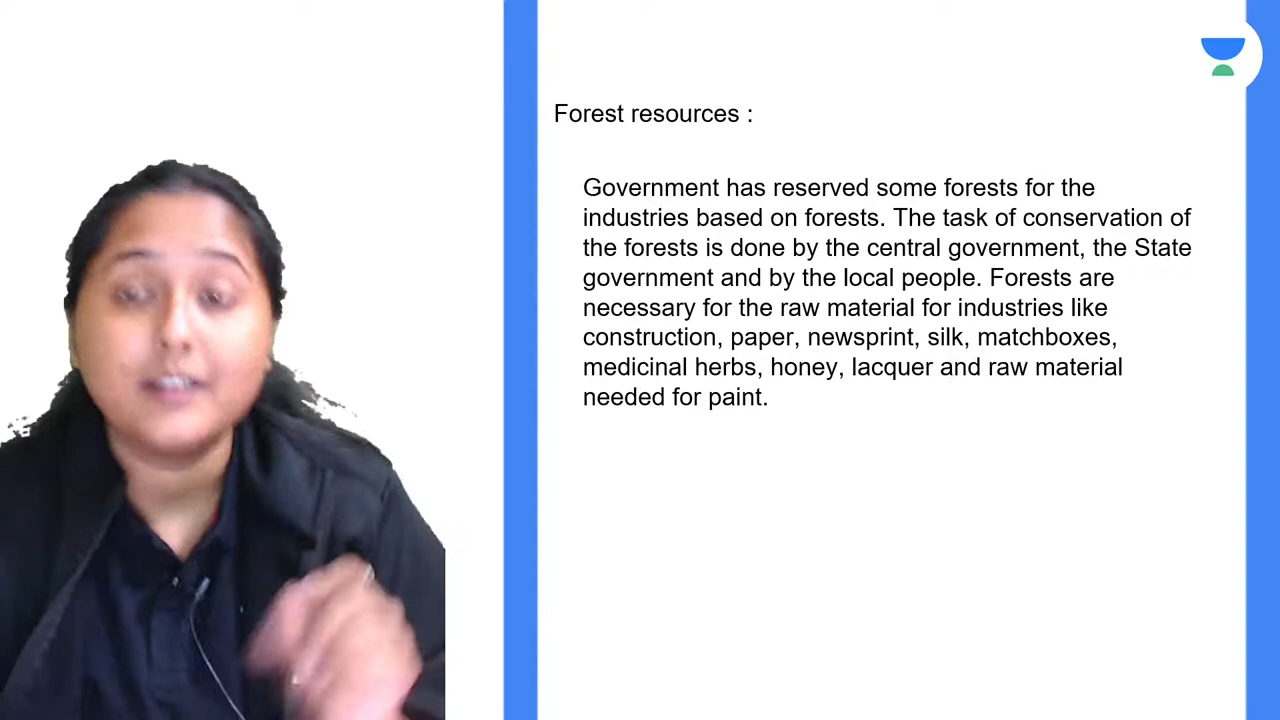 Forest resources :
Government has reserved some forests for the
industries based on forests. The task of conservation of
the forests is done by the central government, the State
government and by the local people. Forests are
necessary for the raw material for industries like
construction, paper, newsprint, silk, matchboxes,
medicinal herbs, honey, lacquer and raw material
needed for paint.